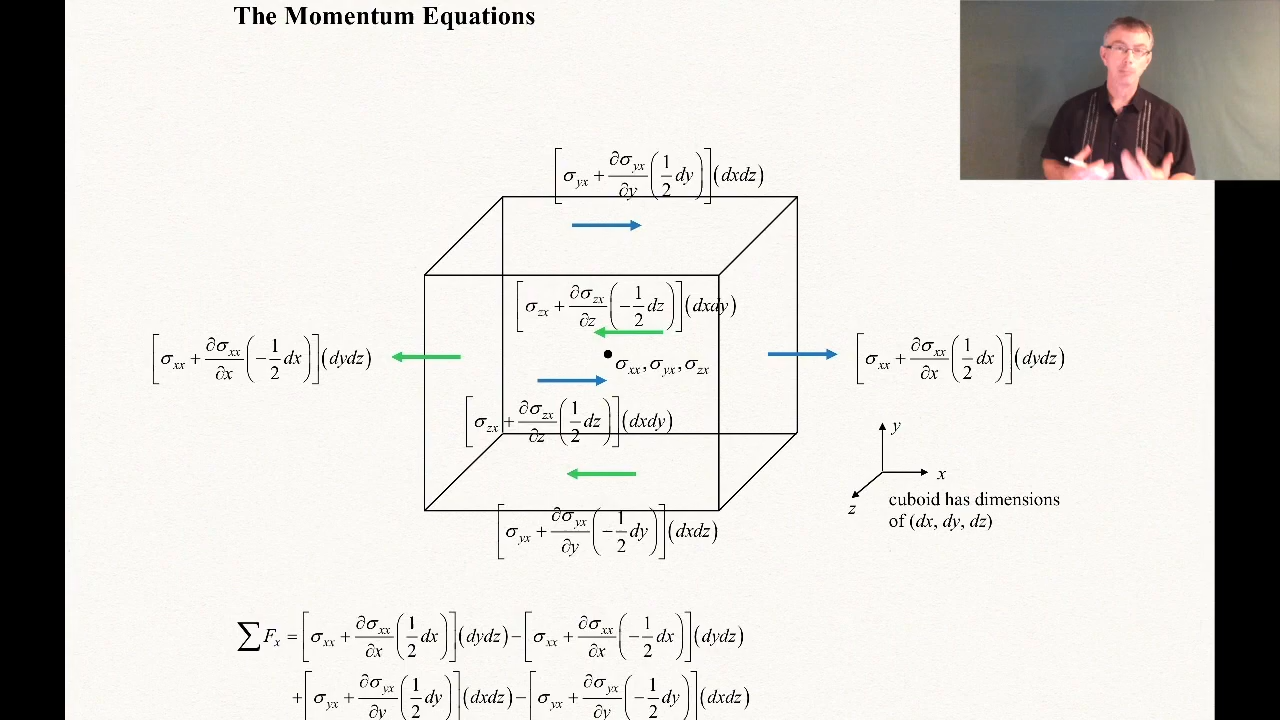 The Momentum Equations
[σyx + ∂σyx/∂y (1/2 dy)] (dxdz)
[σzx + ∂σzx/∂z (−1/2 dz)] (dxdy)
[σxx + ∂σxx/∂x (−1/2 dx)] (dydz)
σxx, σyx, σzx
[σxx + ∂σxx/∂x (1/2 dx)] (dydz)
[σzx + ∂σzx/∂z (1/2 dz)] (dxdy)
y
x
z
cuboid has dimensions
of (dx, dy, dz)
[σyx + ∂σyx/∂y (−1/2 dy)] (dxdz)
∑ Fx = [σxx + ∂σxx/∂x (1/2 dx)] (dydz) − [σxx + ∂σxx/∂x (−1/2 dx)] (dydz)
+ [σyx + ∂σyx/∂y (1/2 dy)] (dxdz) − [σyx + ∂σyx/∂y (−1/2 dy)] (dxdz)